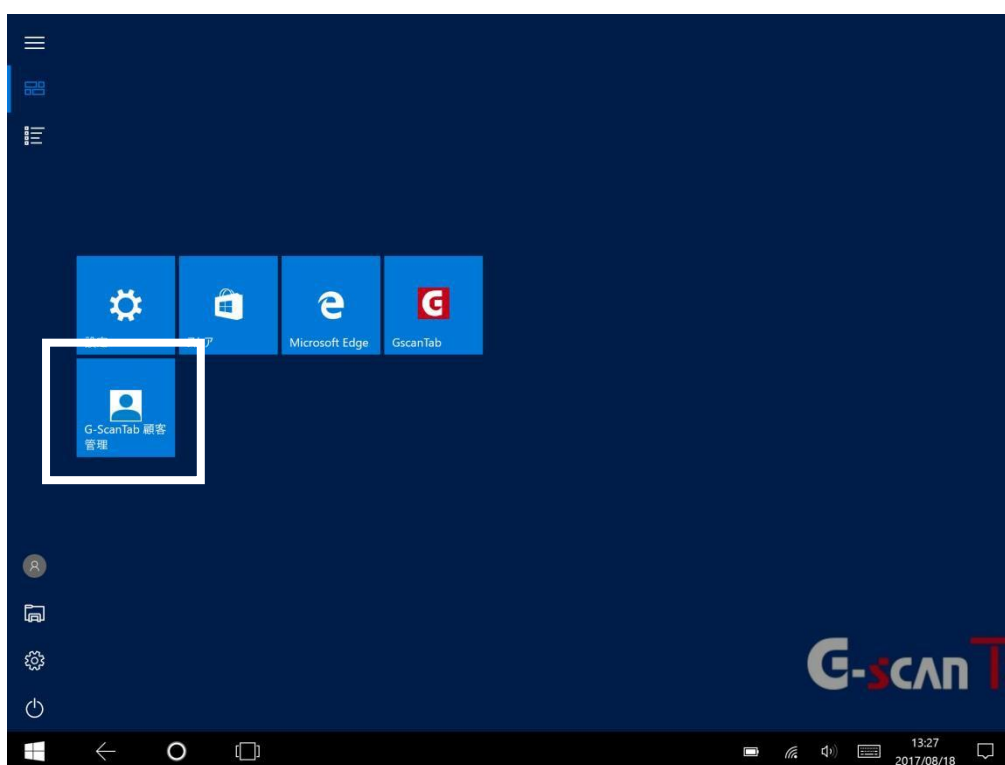 Microsoft Edge
GscanTab
G-ScanTab 顧客
管理
G-scan T
13:27
2017/08/18